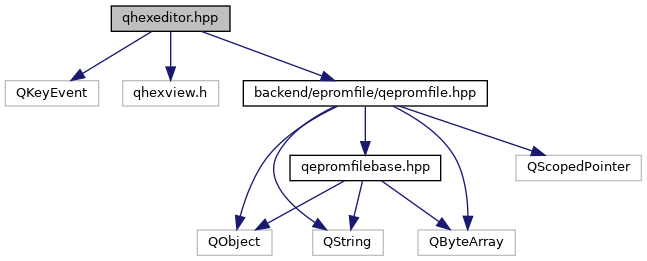 qhexeditor.hpp
QKeyEvent
qhexview.h
backend/epromfile/qepromfile.hpp
qepromfilebase.hpp
QScopedPointer
QObject
QString
QByteArray